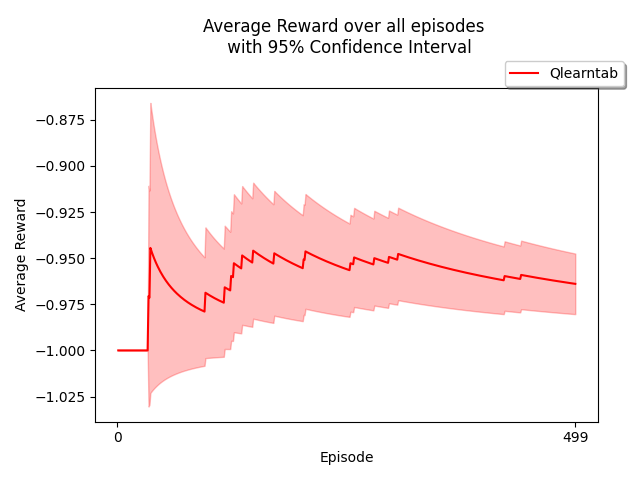 Average Reward over all episodes
with 95% Confidence Interval
Qlearntab
−0.875
−0.900
−0.925
−0.950
−0.975
−1.000
−1.025
Average Reward
0
499
Episode